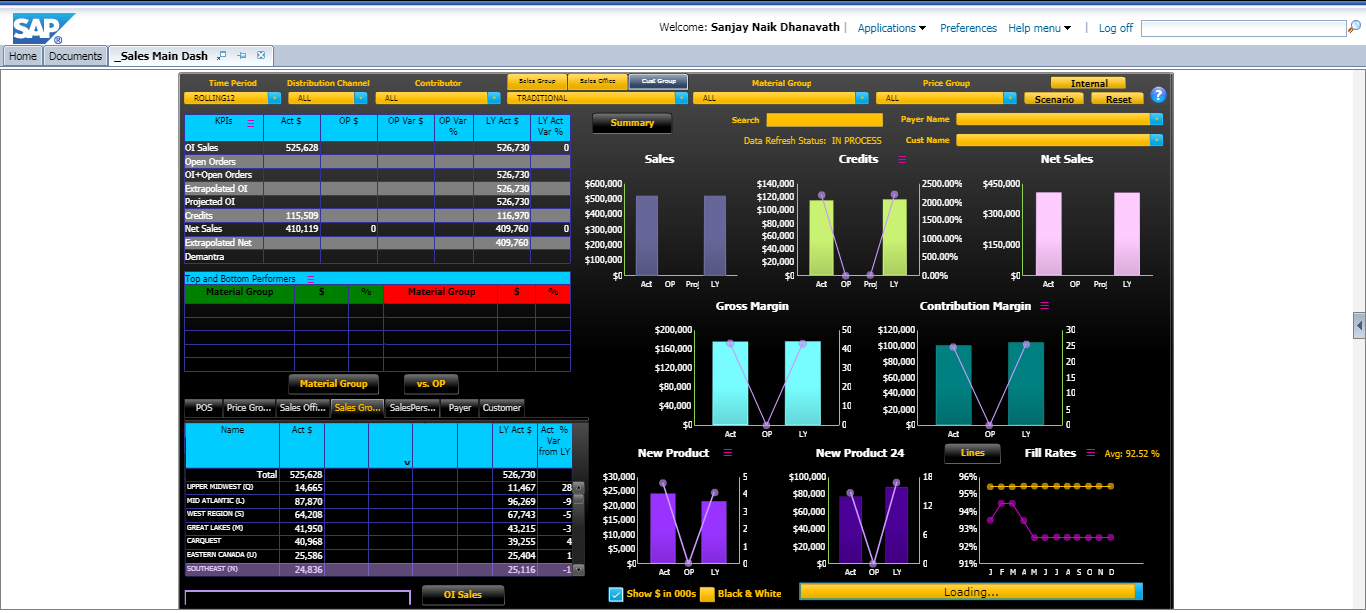 SAP ®
Welcome: Sanjay Naik Dhanavath | Applications Preferences Help menu | Log off
Home Documents _Sales Main Dash
Time Period Distribution Channel Contributor Sales Group Sales Office Cust Group Material Group Price Group Internal
ROLLING12 ALL ALL TRADITIONAL ALL ALL Scenario Reset ?
KPIs Act $ OP $ OP Var $ OP Var % LY Act $ LY Act Var %
OI Sales 525,628 526,730 0
Open Orders
OI+Open Orders 526,730
Extrapolated OI 526,730
Projected OI 526,730
Credits 115,509 116,970
Net Sales 410,119 0 409,760 0
Extrapolated Net 409,760
Demantra
Summary Search Payer Name
Data Refresh Status: IN PROCESS Cust Name
Sales
$600,000
$500,000
$400,000
$300,000
$200,000
$100,000
$0
Act OP Proj LY
Credits
$140,000
$120,000
$100,000
$80,000
$60,000
$40,000
$20,000
$0
2500.00%
2000.00%
1500.00%
1000.00%
500.00%
0.00%
Act OP Proj LY
Net Sales
$450,000
$300,000
$150,000
$0
Act OP Proj LY
Top and Bottom Performers
Material Group $ % Material Group $ %
Material Group vs. OP
Gross Margin
$200,000
$160,000
$120,000
$80,000
$40,000
$0
50
40
30
20
10
0
Act OP LY
Contribution Margin
$120,000
$100,000
$80,000
$60,000
$40,000
$20,000
$0
30
25
20
15
10
5
0
Act OP LY
POS Price Gro... Sales Offi... Sales Gro... SalesPers... Payer Customer
Name Act $ v LY Act $ Act % Var from LY
Total 525,628 526,730
UPPER MIDWEST (Q) 14,665 11,467 28
MID ATLANTIC (L) 87,870 96,269 -9
WEST REGION (S) 64,208 67,743 -5
GREAT LAKES (M) 41,950 43,215 -3
CARQUEST 40,968 39,255 4
EASTERN CANADA (U) 25,586 25,404 1
SOUTHEAST (N) 24,836 25,116 -1
OI Sales
New Product
$30,000
$25,000
$20,000
$15,000
$10,000
$5,000
$0
5
4
3
2
1
0
Act OP LY
New Product 24
$100,000
$80,000
$60,000
$40,000
$20,000
$0
18
12
6
0
Act OP LY
Lines Fill Rates Avg: 92.52 %
96%
95%
94%
93%
92%
91%
J F M A M J J A S O N D
Show $ in 000s Black & White Loading...